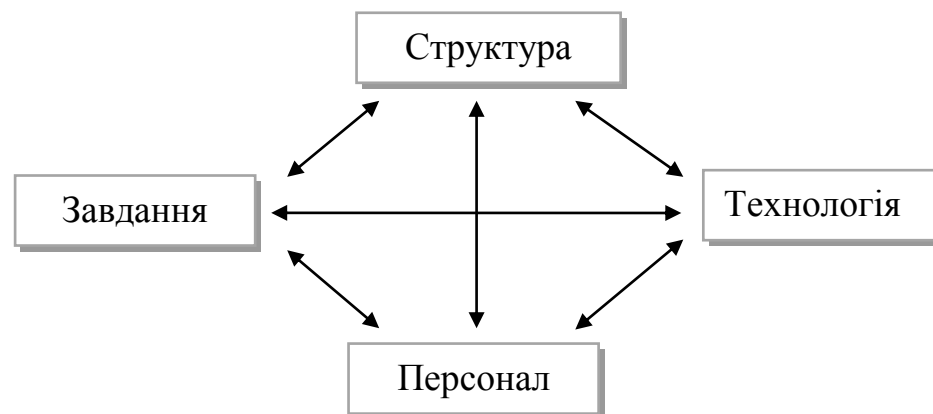 Структура
Завдання
Технологія
Персонал